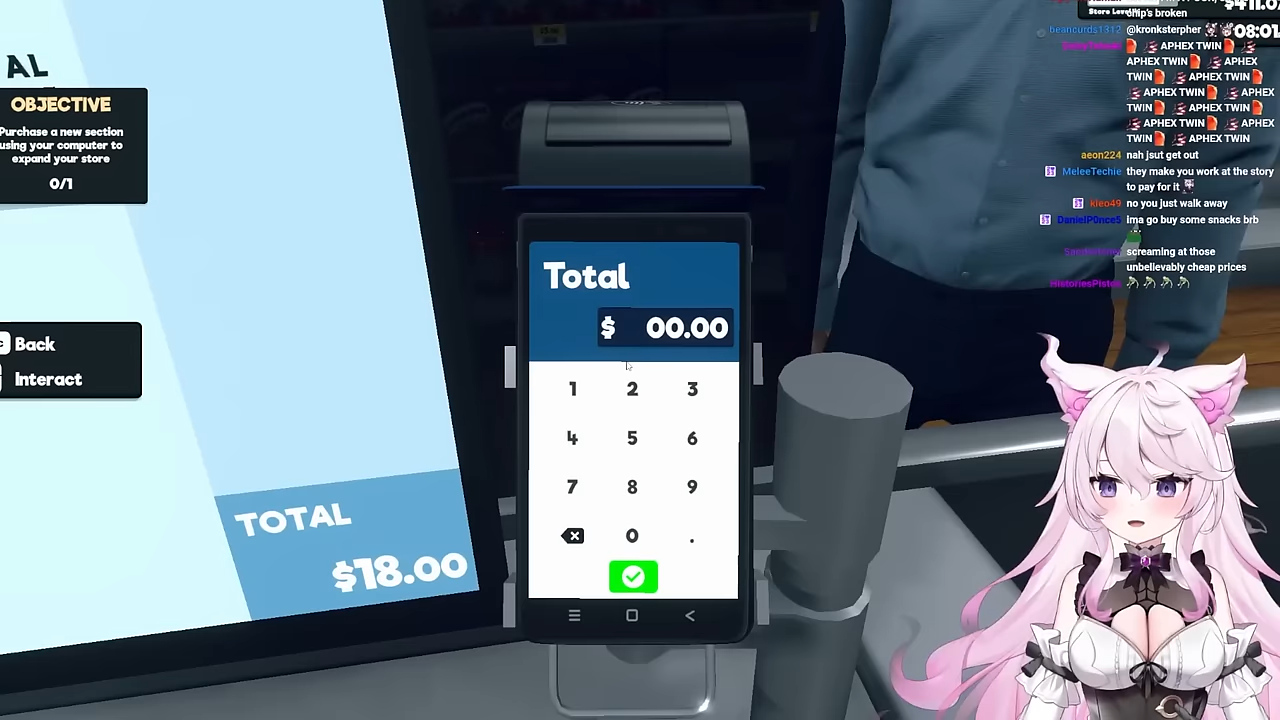 AL
OBJECTIVE
Purchase a new section
using your computer to
expand your store
0/1
Back
Interact
TOTAL
$18.00
Total
$ 00.00
1 2 3
4 5 6
7 8 9
0 .
Store Level
chip's broken
beancurds1312 @kronksterpher
08:01
APHEX TWIN
APHEX TWIN APHEX
TWIN APHEX TWIN
APHEX TWIN APHEX
TWIN APHEX TWIN
APHEX TWIN APHEX
TWIN APHEX TWIN
aeon224 nah jsut get out
MeleeTechie they make you work at the story
to pay for it
kieo49 no you just walk away
DanielP0nce5 Ima go buy some snacks brb
screaming at those
unbelievably cheap prices